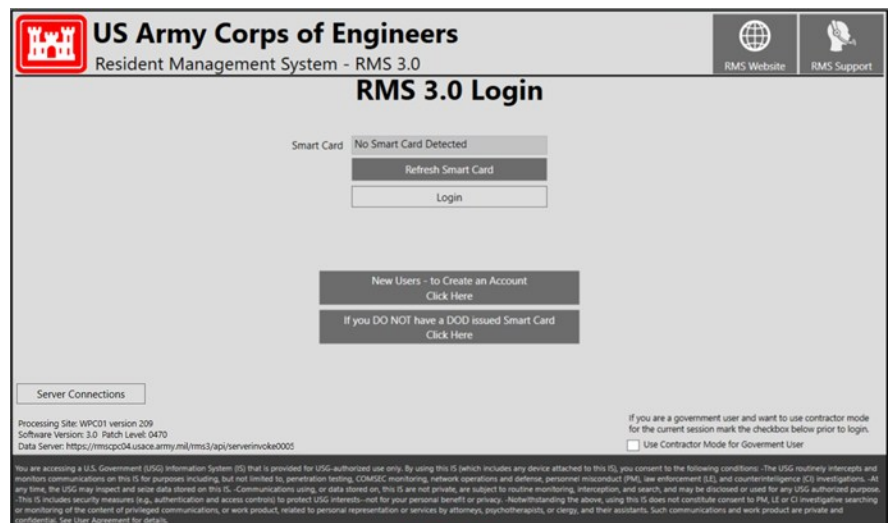 US Army Corps of Engineers
Resident Management System - RMS 3.0
RMS Website
RMS Support
RMS 3.0 Login
Smart Card No Smart Card Detected
Refresh Smart Card
Login
New Users - to Create an Account
Click Here
If you DO NOT have a DOD issued Smart Card
Click Here
Server Connections
Processing Site: WPC01 version 209
Software Version: 3.0 Patch Level: 0470
Data Server: https://rmscpc04.usace.army.mil/rms3/api/serverinvoke0005
If you are a government user and want to use contractor mode
for the current session mark the checkbox below prior to login.
Use Contractor Mode for Goverment User
You are accessing a U.S. Government (USG) Information System (IS) that is provided for USG-authorized use only. By using this IS (which includes any device attached to this IS), you consent to the following conditions: -The USG routinely intercepts and
monitors communications on this IS for purposes including, but not limited to, penetration testing, COMSEC monitoring, network operations and defense, personnel misconduct (PM), law enforcement (LE), and counterintelligence (CI) investigations. -At
any time, the USG may inspect and seize data stored on this IS. -Communications using, or data stored on, this IS are not private, are subject to routine monitoring, interception, and search, and may be disclosed or used for any USG authorized purpose.
-This IS includes security measures (e.g., authentication and access controls) to protect USG interests--not for your personal benefit or privacy. -Notwithstanding the above, using this IS does not constitute consent to PM, LE or CI investigative searching
or monitoring of the content of privileged communications, or work product, related to personal representation or services by attorneys, psychotherapists, or clergy, and their assistants. Such communications and work product are private and
confidential. See User Agreement for details.